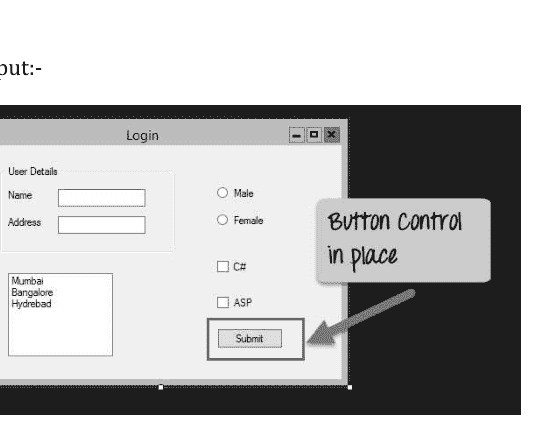 put:-
Login
User Details
Name
Address
Male
Female
C#
ASP
Mumbai
Bangalore
Hydrebad
Submit
Button Control
in place